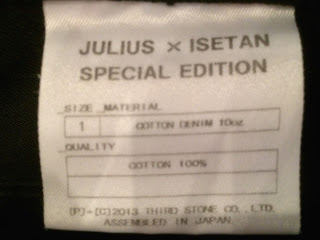 JULIUS × ISETAN
SPECIAL EDITION
SIZE MATERIAL
1 COTTON DENIM 10oz.
QUALITY
COTTON 100%
(P)+(C)2013 THIRD STONE CO., LTD.
ASSEMBLED IN JAPAN